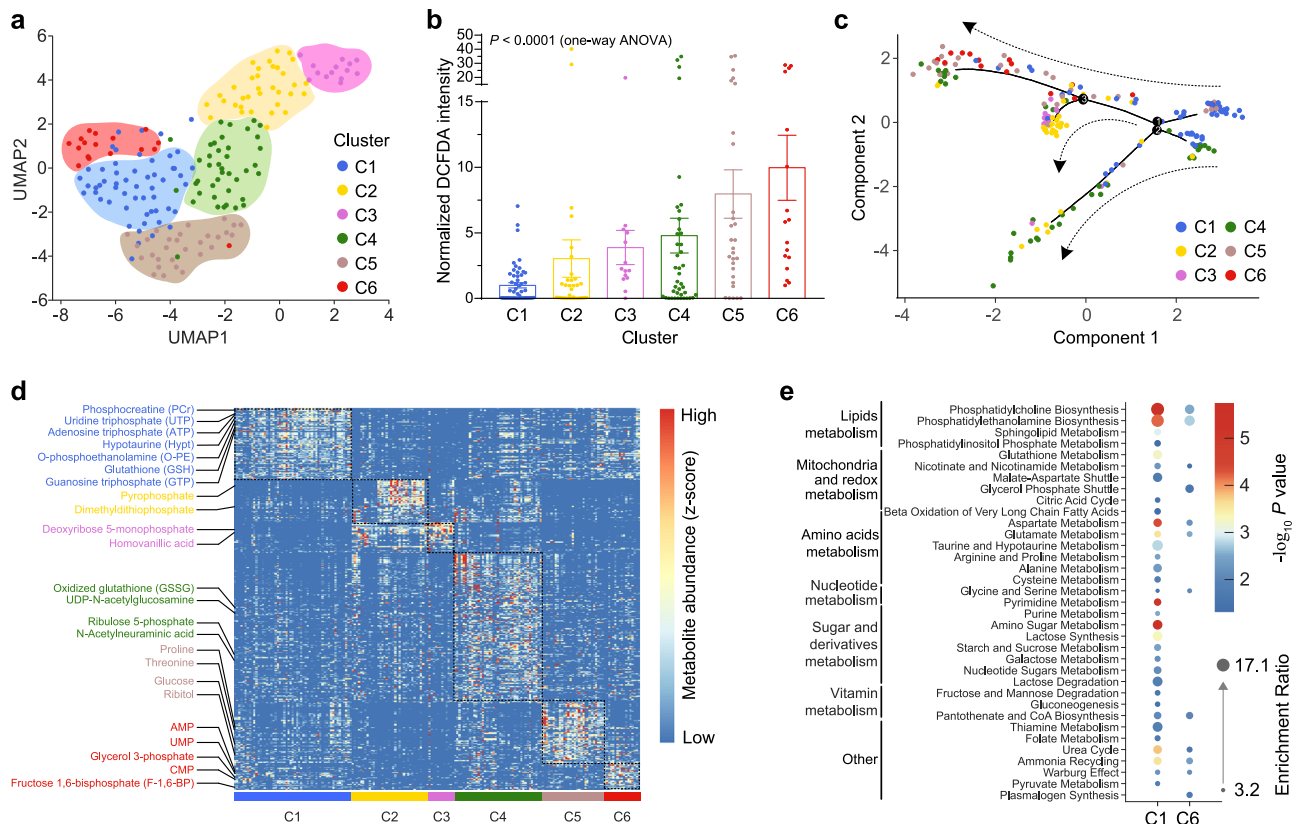 a
6
4
2
0
-2
-4
-6
UMAP2
-8
-6
-4
-2
0
2
4
UMAP1
Cluster
C1
C2
C3
C4
C5
C6
b
P < 0.0001 (one-way ANOVA)
50
40
30
20
10
15
10
5
0
Normalized DCFDA intensity
C1
C2
C3
C4
C5
C6
Cluster
c
2
0
-2
-4
Component 2
3
1
2
-4
-2
0
2
Component 1
C1
C4
C2
C5
C3
C6
d
Phosphocreatine (PCr)
Uridine triphosphate (UTP)
Adenosine triphosphate (ATP)
Hypotaurine (Hypt)
O-phosphoethanolamine (O-PE)
Glutathione (GSH)
Guanosine triphosphate (GTP)
Pyrophosphate
Dimethyldithiophosphate
Deoxyribose 5-monophosphate
Homovanillic acid
Oxidized glutathione (GSSG)
UDP-N-acetylglucosamine
Ribulose 5-phosphate
N-Acetylneuraminic acid
Proline
Threonine
Glucose
Ribitol
AMP
UMP
Glycerol 3-phosphate
CMP
Fructose 1,6-bisphosphate (F-1,6-BP)
C1
C2
C3
C4
C5
C6
High
Low
Metabolite abundance (z-score)
e
Lipids
metabolism
Mitochondria
and redox
metabolism
Amino acids
metabolism
Nucleotide
metabolism
Sugar and
derivatives
metabolism
Vitamin
metabolism
Other
Phosphatidylcholine Biosynthesis
Phosphatidylethanolamine Biosynthesis
Sphingolipid Metabolism
Phosphatidylinositol Phosphate Metabolism
Glutathione Metabolism
Nicotinate and Nicotinamide Metabolism
Malate-Aspartate Shuttle
Glycerol Phosphate Shuttle
Citric Acid Cycle
Beta Oxidation of Very Long Chain Fatty Acids
Aspartate Metabolism
Glutamate Metabolism
Taurine and Hypotaurine Metabolism
Arginine and Proline Metabolism
Alanine Metabolism
Cysteine Metabolism
Glycine and Serine Metabolism
Pyrimidine Metabolism
Purine Metabolism
Amino Sugar Metabolism
Lactose Synthesis
Starch and Sucrose Metabolism
Galactose Metabolism
Nucleotide Sugars Metabolism
Lactose Degradation
Fructose and Mannose Degradation
Gluconeogenesis
Pantothenate and CoA Biosynthesis
Thiamine Metabolism
Folate Metabolism
Urea Cycle
Ammonia Recycling
Warburg Effect
Pyruvate Metabolism
Plasmalogen Synthesis
C1
C6
5
4
3
2
-log10 P value
17.1
3.2
Enrichment Ratio